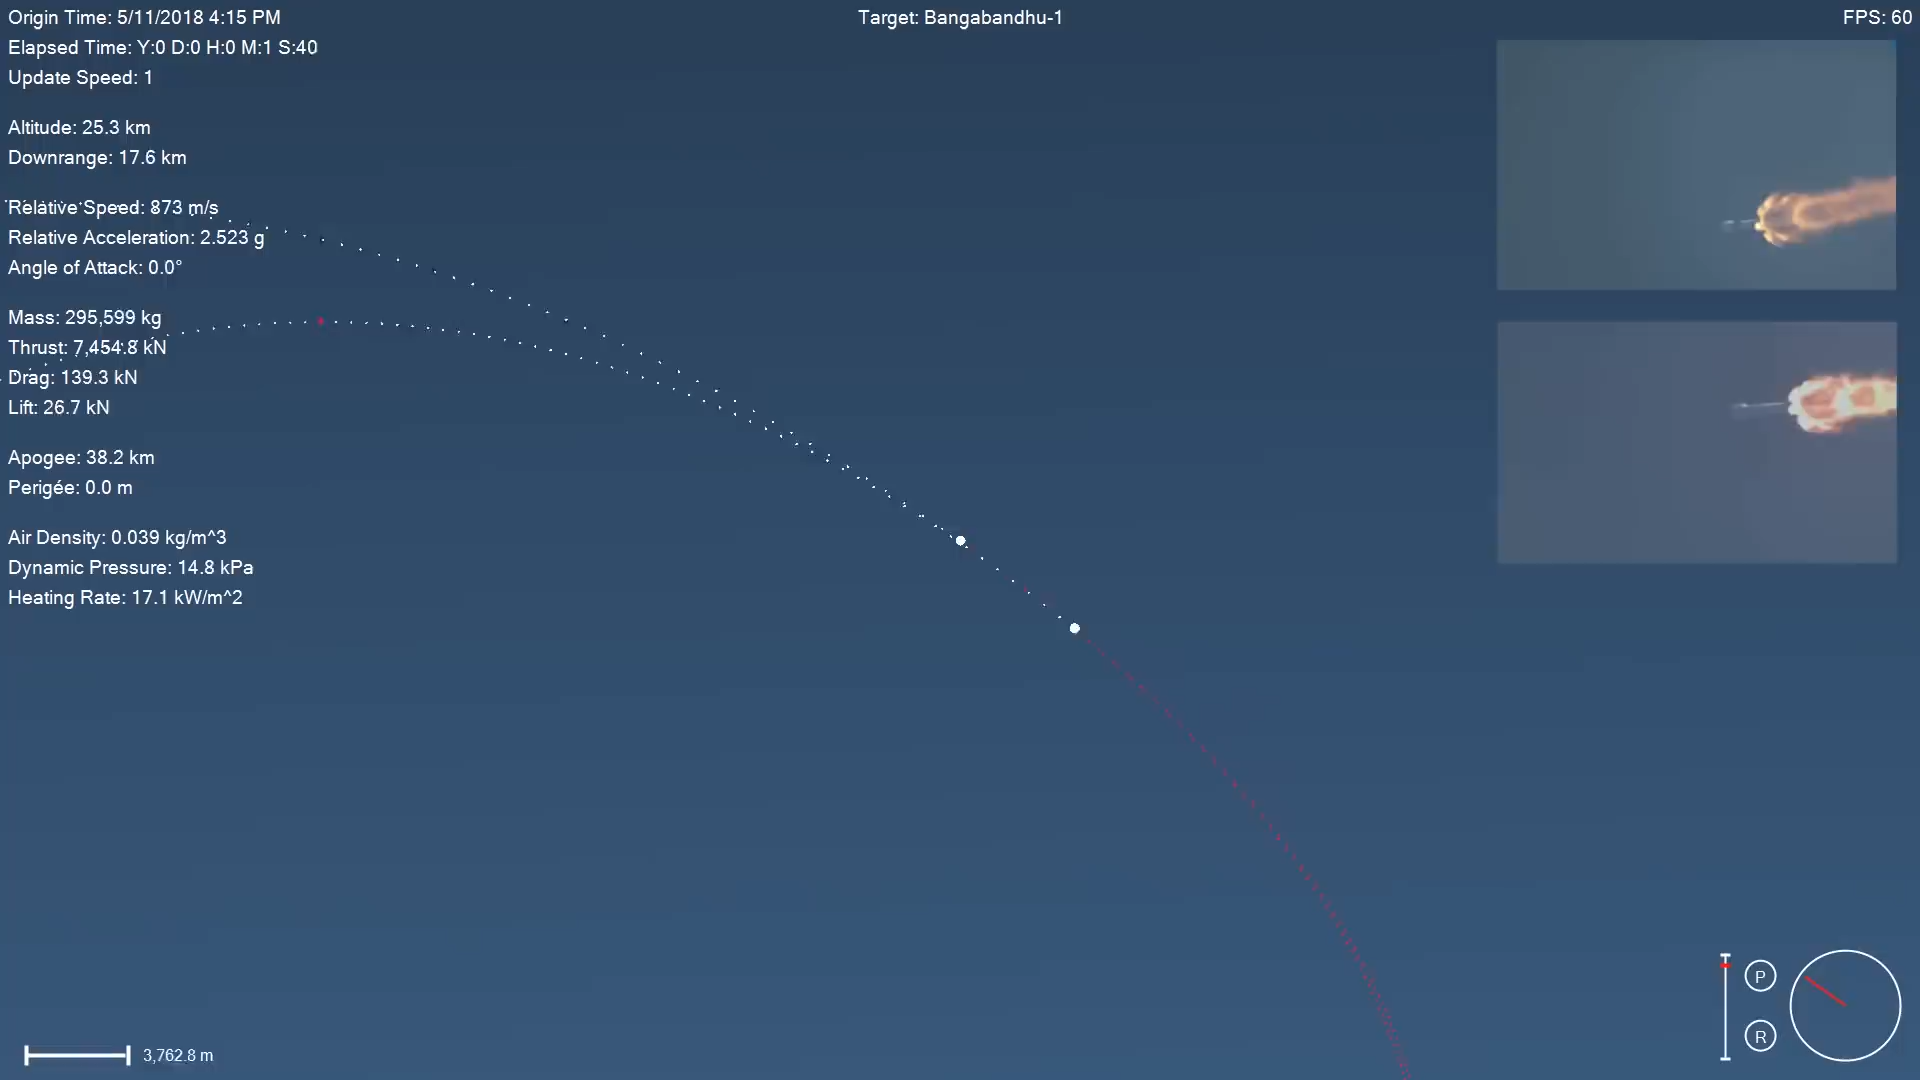 Origin Time: 5/11/2018 4:15 PM
Target: Bangabandhu-1
FPS: 60
Elapsed Time: Y:0 D:0 H:0 M:1 S:40
Update Speed: 1
Altitude: 25.3 km
Downrange: 17.6 km
Relative Speed: 873 m/s
Relative Acceleration: 2.523 g
Angle of Attack: 0.0°
Mass: 295,599 kg
Thrust: 7,454.8 kN
Drag: 139.3 kN
Lift: 26.7 kN
Apogee: 38.2 km
Perigée: 0.0 m
Air Density: 0.039 kg/m^3
Dynamic Pressure: 14.8 kPa
Heating Rate: 17.1 kW/m^2
P
R
3,762.8 m